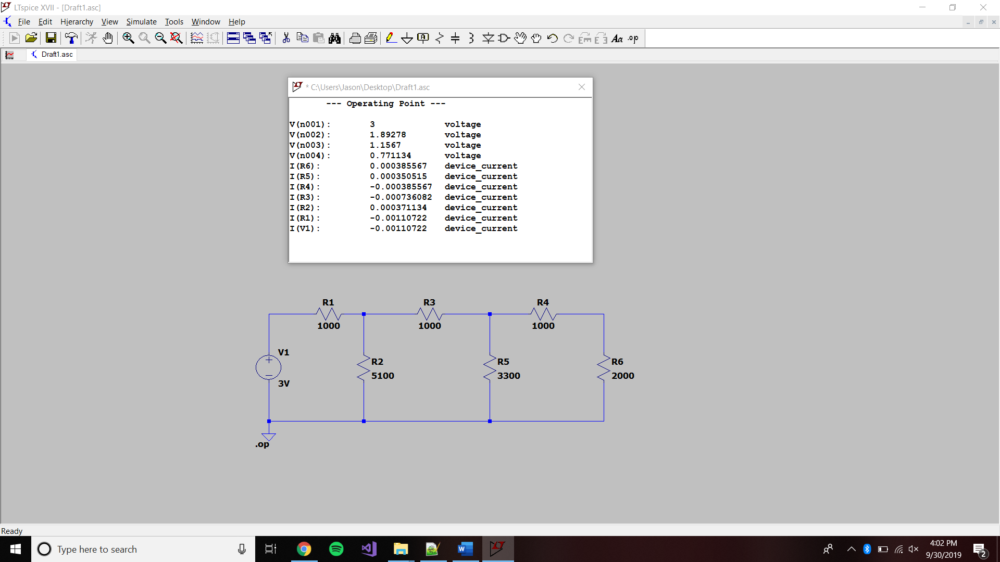 LTspice XVII - [Draft1.asc]
File Edit Hierarchy View Simulate Tools Window Help
.op
Draft1.asc
* C:\Users\Jason\Desktop\Draft1.asc
--- Operating Point ---
V(n001): 3 voltage
V(n002): 1.89278 voltage
V(n003): 1.1567 voltage
V(n004): 0.771134 voltage
I(R6): 0.000385567 device_current
I(R5): 0.000350515 device_current
I(R4): -0.000385567 device_current
I(R3): -0.000736082 device_current
I(R2): 0.000371134 device_current
I(R1): -0.00110722 device_current
I(V1): -0.00110722 device_current
R1 R3 R4
1000 1000 1000
V1
R2 R5 R6
5100 3300 2000
3V
.op
Ready
Type here to search
4:02 PM
9/30/2019
2